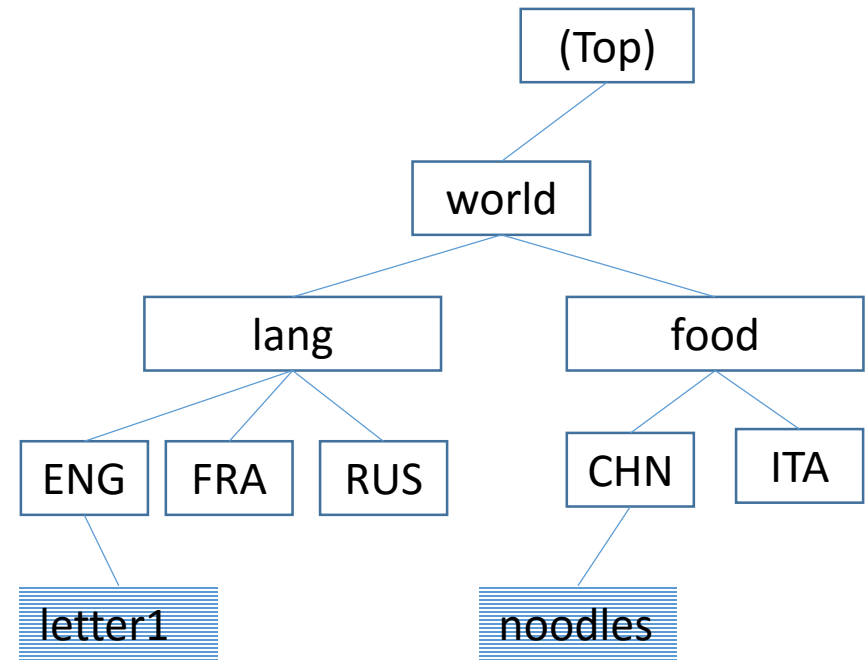 (Top)
world
lang
food
ENG
FRA
RUS
CHN
ITA
letter1
noodles